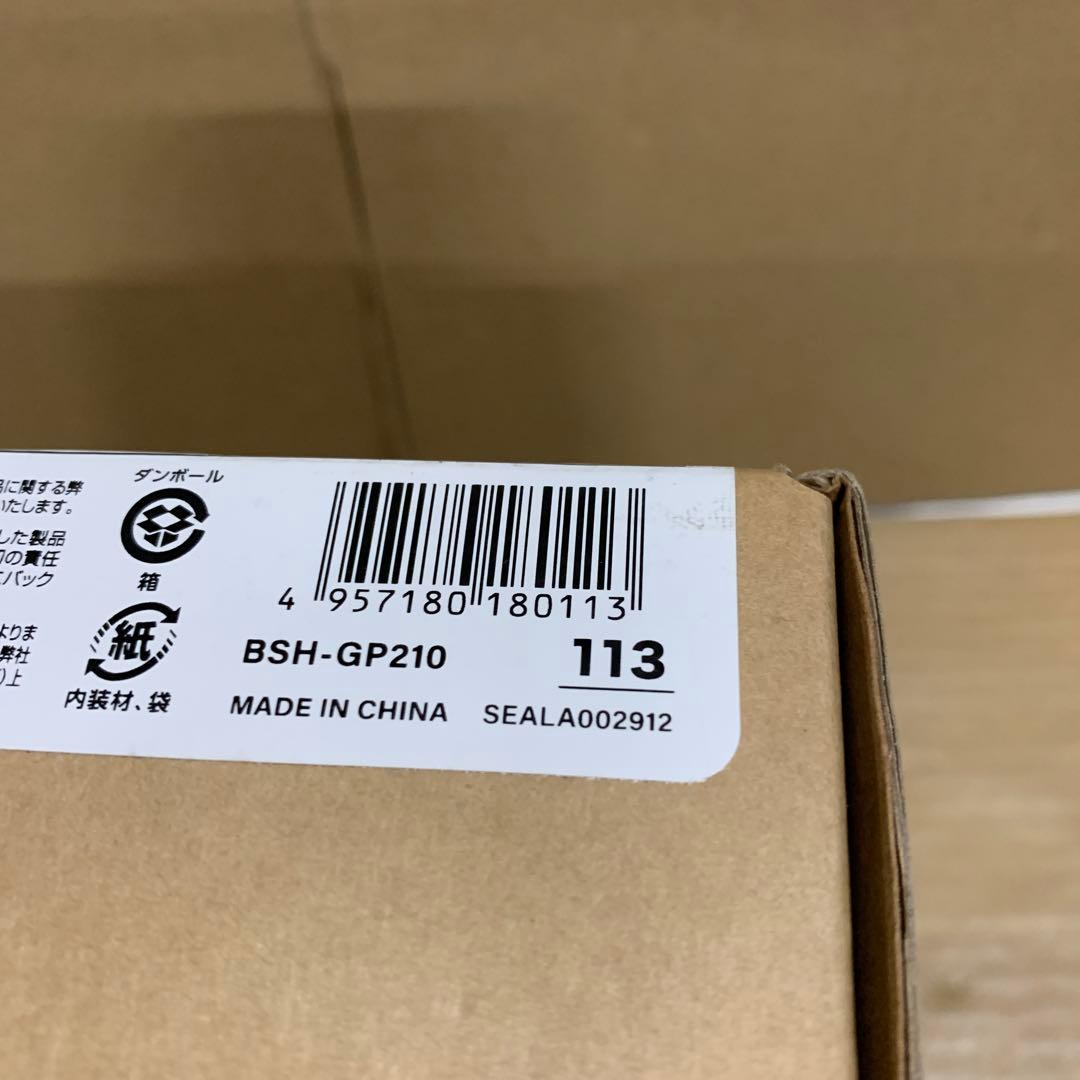 品に関する弊
いたします。
した製品
の責任
バック
よりま
弊社
)上
ダンボール
箱
紙
内装材、袋
4 957180 180113
BSH-GP210
113
MADE IN CHINA
SEALA002912